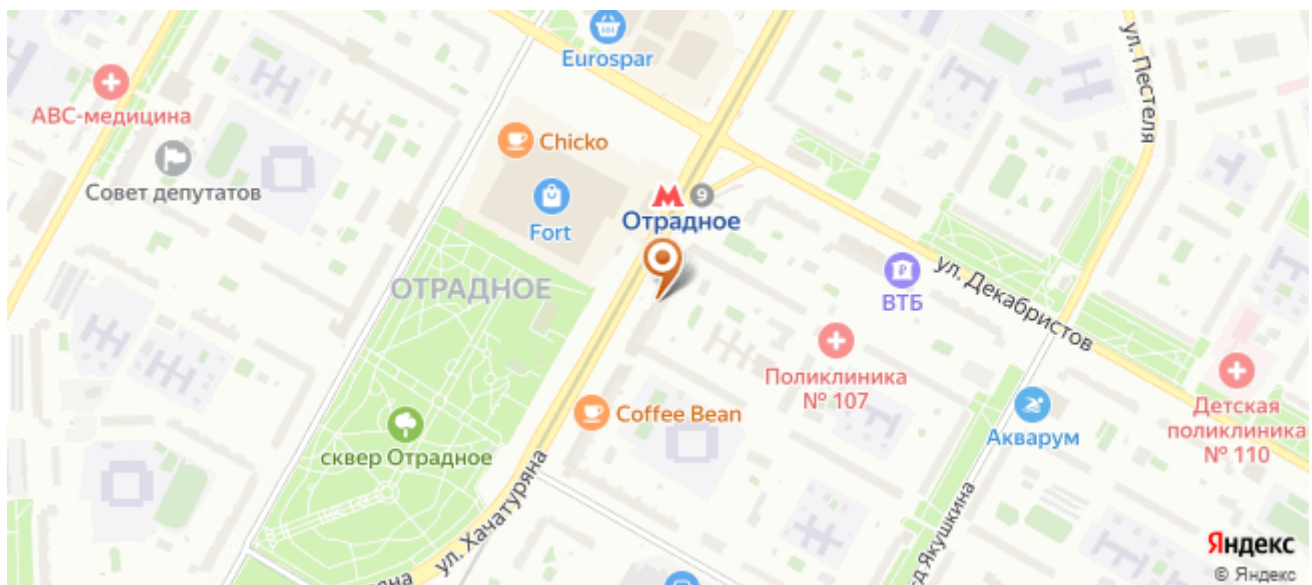 Eurospar
ул. Пестеля
АВС-медицина
Chicko
Совет депутатов
9
Отрадное
Fort
ОТРАДНОЕ
ВТБ
ул. Декабристов
Поликлиника
№ 107
Coffee Bean
Акварум
Детская
поликлиника
№ 110
сквер Отрадное
ул. Хачатуряна
Якушкина
Яндекс
© Яндекс